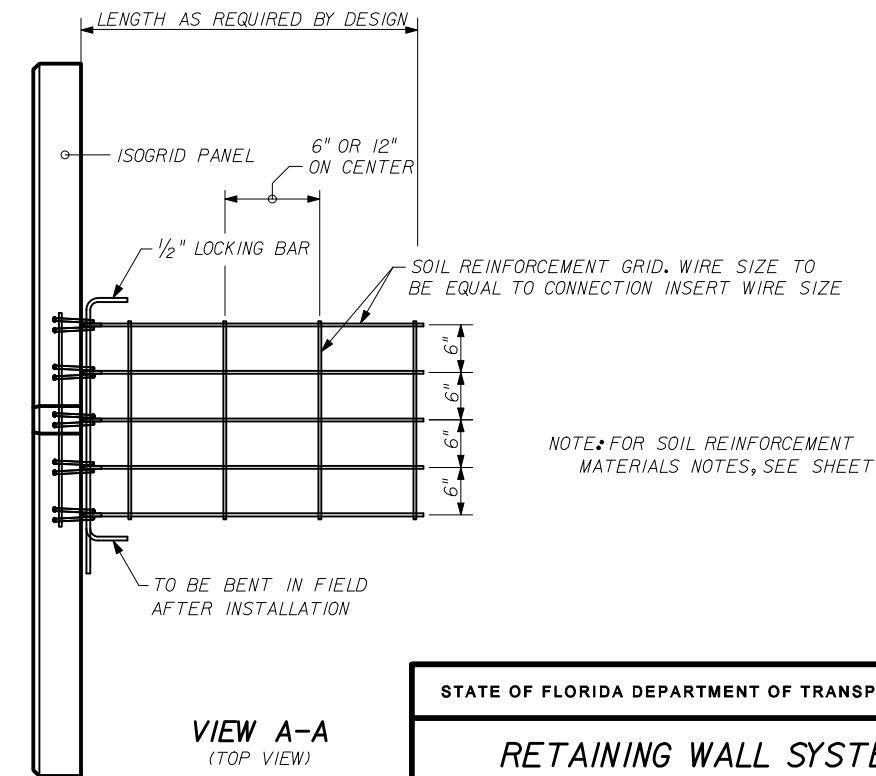 LENGTH AS REQUIRED BY DESIGN
ISOGRID PANEL
6" OR 12"
ON CENTER
1/2" LOCKING BAR
SOIL REINFORCEMENT GRID. WIRE SIZE TO
BE EQUAL TO CONNECTION INSERT WIRE SIZE
6"
6"
6"
6"
NOTE: FOR SOIL REINFORCEMENT
MATERIALS NOTES, SEE SHEET
TO BE BENT IN FIELD
AFTER INSTALLATION
VIEW A-A
(TOP VIEW)
STATE OF FLORIDA DEPARTMENT OF
RETAINING WALL